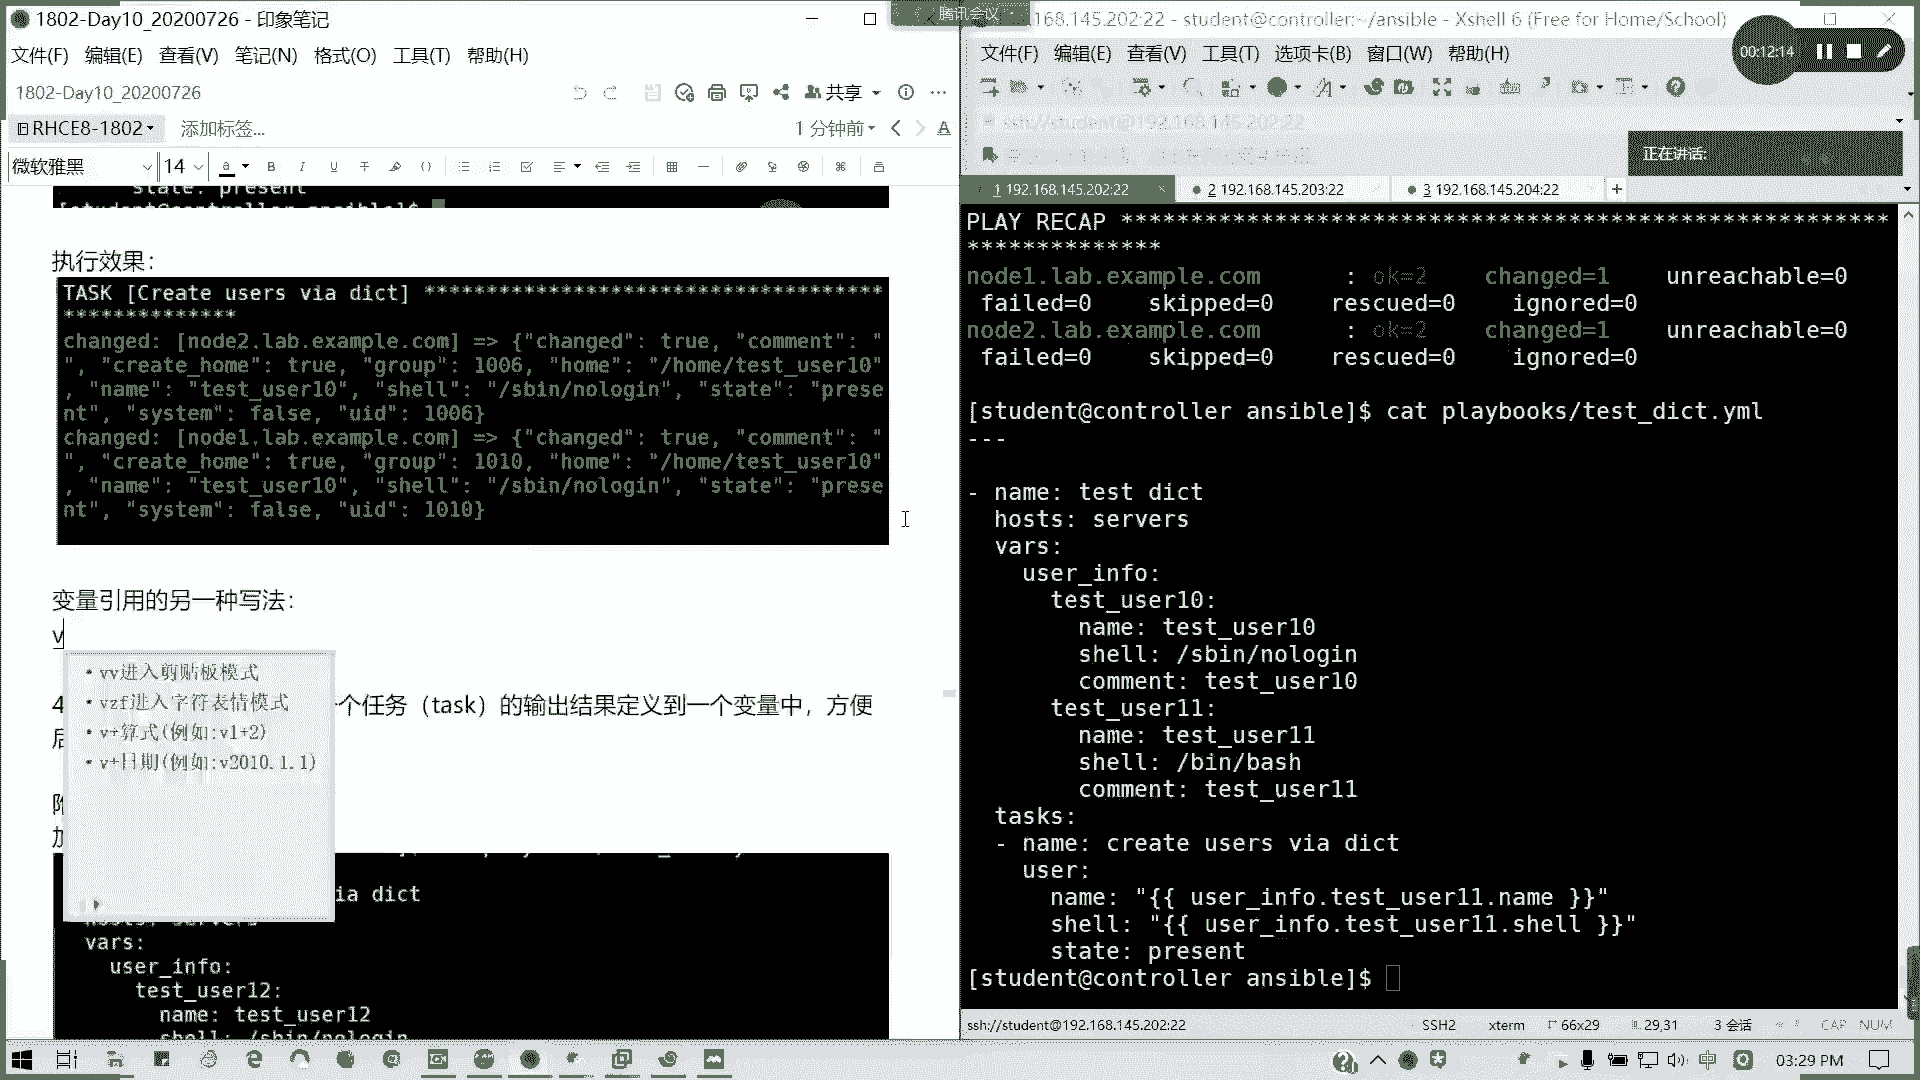 1802-Day10_20200726 - 印象笔记
文件(F) 编辑(E) 查看(V) 笔记(N) 格式(O) 工具(T) 帮助(H)
1802-Day10_20200726
共享
RHCE8-1802
添加标签...
1 分钟前
微软雅黑
14
state: present
[student@controller ansible]$
执行效果：
TASK [Create users via dict] *************************************
**************
changed: [node2.lab.example.com] => {"changed": true, "comment": "
", "create_home": true, "group": 1006, "home": "/home/test_user10"
, "name": "test_user10", "shell": "/sbin/nologin", "state": "prese
nt", "system": false, "uid": 1006}
changed: [node1.lab.example.com] => {"changed": true, "comment": "
", "create_home": true, "group": 1010, "home": "/home/test_user10"
, "name": "test_user10", "shell": "/sbin/nologin", "state": "prese
nt", "system": false, "uid": 1010}
变量引用的另一种写法：
v
• vv进入剪贴板模式
• vzf进入字符表情模式
• v+算式(例如:v1+2)
• v+日期(例如:v2010.1.1)
4
个任务（task）的输出结果定义到一个变量中，方便
ia dict
vars:
user_info:
test_user12:
name: test_user12
shell: /sbin/nologin
腾讯会议
168.145.202:22 - student@controller:~/ansible - Xshell 6 (Free for Home/School)
00:12:14
文件(F) 编辑(E) 查看(V) 工具(T) 选项卡(B) 窗口(W) 帮助(H)
ssh://student@192.168.145.202:22
正在讲话:
1 192.168.145.202:22
2 192.168.145.203:22
3 192.168.145.204:22
PLAY RECAP *******************************************************
**************
node1.lab.example.com : ok=2 changed=1 unreachable=0
failed=0 skipped=0 rescued=0 ignored=0
node2.lab.example.com : ok=2 changed=1 unreachable=0
failed=0 skipped=0 rescued=0 ignored=0
[student@controller ansible]$ cat playbooks/test_dict.yml
---
- name: test dict
hosts: servers
vars:
user_info:
test_user10:
name: test_user10
shell: /sbin/nologin
comment: test_user10
test_user11:
name: test_user11
shell: /bin/bash
comment: test_user11
tasks:
- name: create users via dict
user:
name: "{{ user_info.test_user11.name }}"
shell: "{{ user_info.test_user11.shell }}"
state: present
[student@controller ansible]$
ssh://student@192.168.145.202:22
SSH2
xterm
66x29
29,31
3 会话
CAP NUM
中
03:29 PM